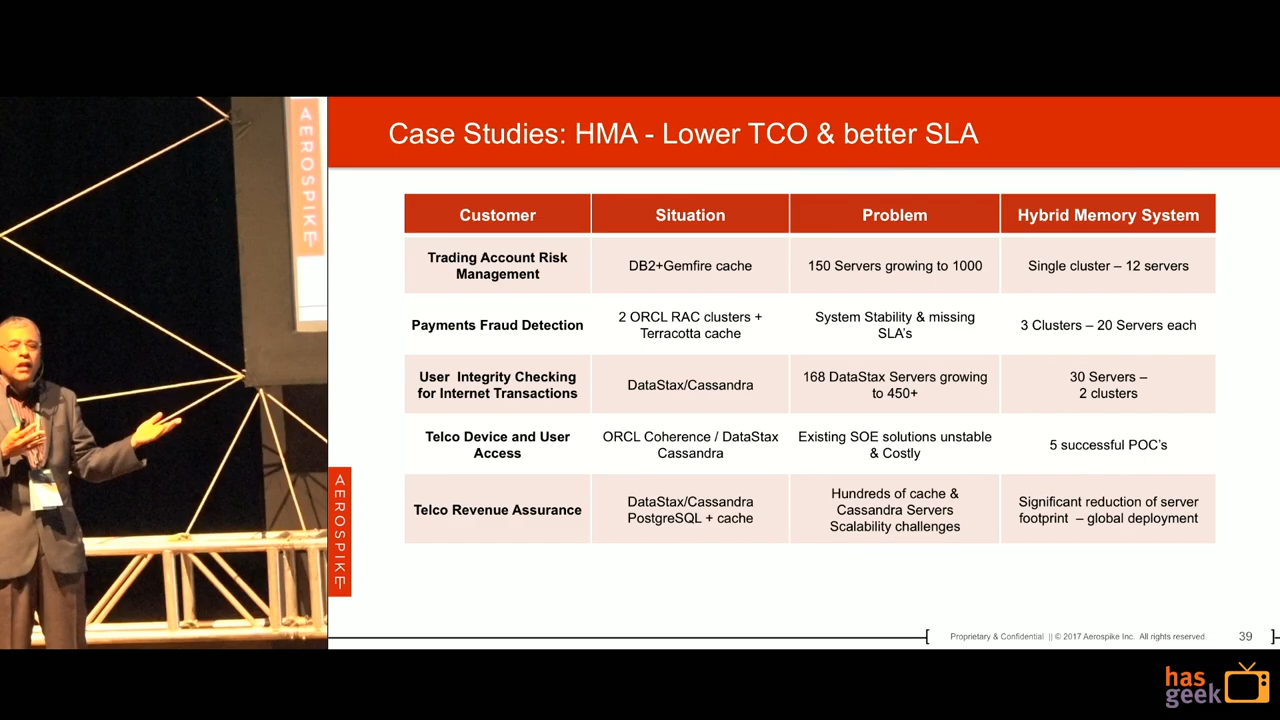 AEROSPIKE
Case Studies: HMA - Lower TCO & better SLA
Customer
Situation
Problem
Hybrid Memory System
Trading Account Risk
Management
DB2+Gemfire cache
150 Servers growing to 1000
Single cluster – 12 servers
Payments Fraud Detection
2 ORCL RAC clusters +
Terracotta cache
System Stability & missing
SLA's
3 Clusters – 20 Servers each
User Integrity Checking
for Internet Transactions
DataStax/Cassandra
168 DataStax Servers growing
to 450+
30 Servers –
2 clusters
Telco Device and User
Access
ORCL Coherence / DataStax
Cassandra
Existing SOE solutions unstable
& Costly
5 successful POC's
Telco Revenue Assurance
DataStax/Cassandra
PostgreSQL + cache
Hundreds of cache &
Cassandra Servers
Scalability challenges
Significant reduction of server
footprint – global deployment
AEROSPIKE
Proprietary & Confidential || © 2017 Aerospike Inc. All rights reserved.
39
has
geek